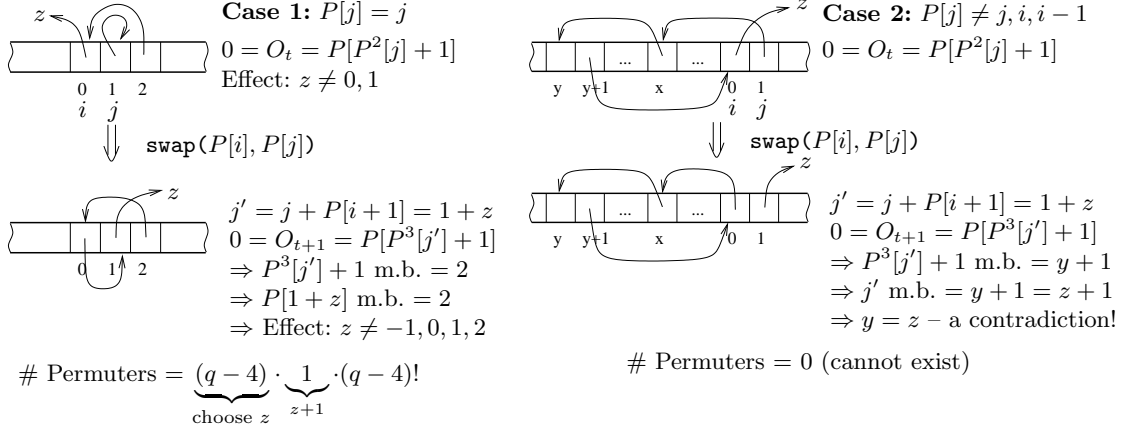 z
Case 1: P[j] = j
0 = O_t = P[P^2[j] + 1]
Effect: z ≠ 0, 1
0 1 2
i j
swap(P[i], P[j])
z
j′ = j + P[i + 1] = 1 + z
0 = O_{t+1} = P[P^3[j′] + 1]
⇒ P^3[j′] + 1 m.b. = 2
⇒ P[1 + z] m.b. = 2
⇒ Effect: z ≠ −1, 0, 1, 2
0 1 2
# Permuters = (q − 4) · 1 ·(q − 4)!
choose z z+1
z
Case 2: P[j] ≠ j, i, i − 1
0 = O_t = P[P^2[j] + 1]
... ...
y y+1 x 0 1
i j
swap(P[i], P[j])
z
... ...
y y+1 x 0 1
j′ = j + P[i + 1] = 1 + z
0 = O_{t+1} = P[P^3[j′] + 1]
⇒ P^3[j′] + 1 m.b. = y + 1
⇒ j′ m.b. = y + 1 = z + 1
⇒ y = z – a contradiction!
# Permuters = 0 (cannot exist)